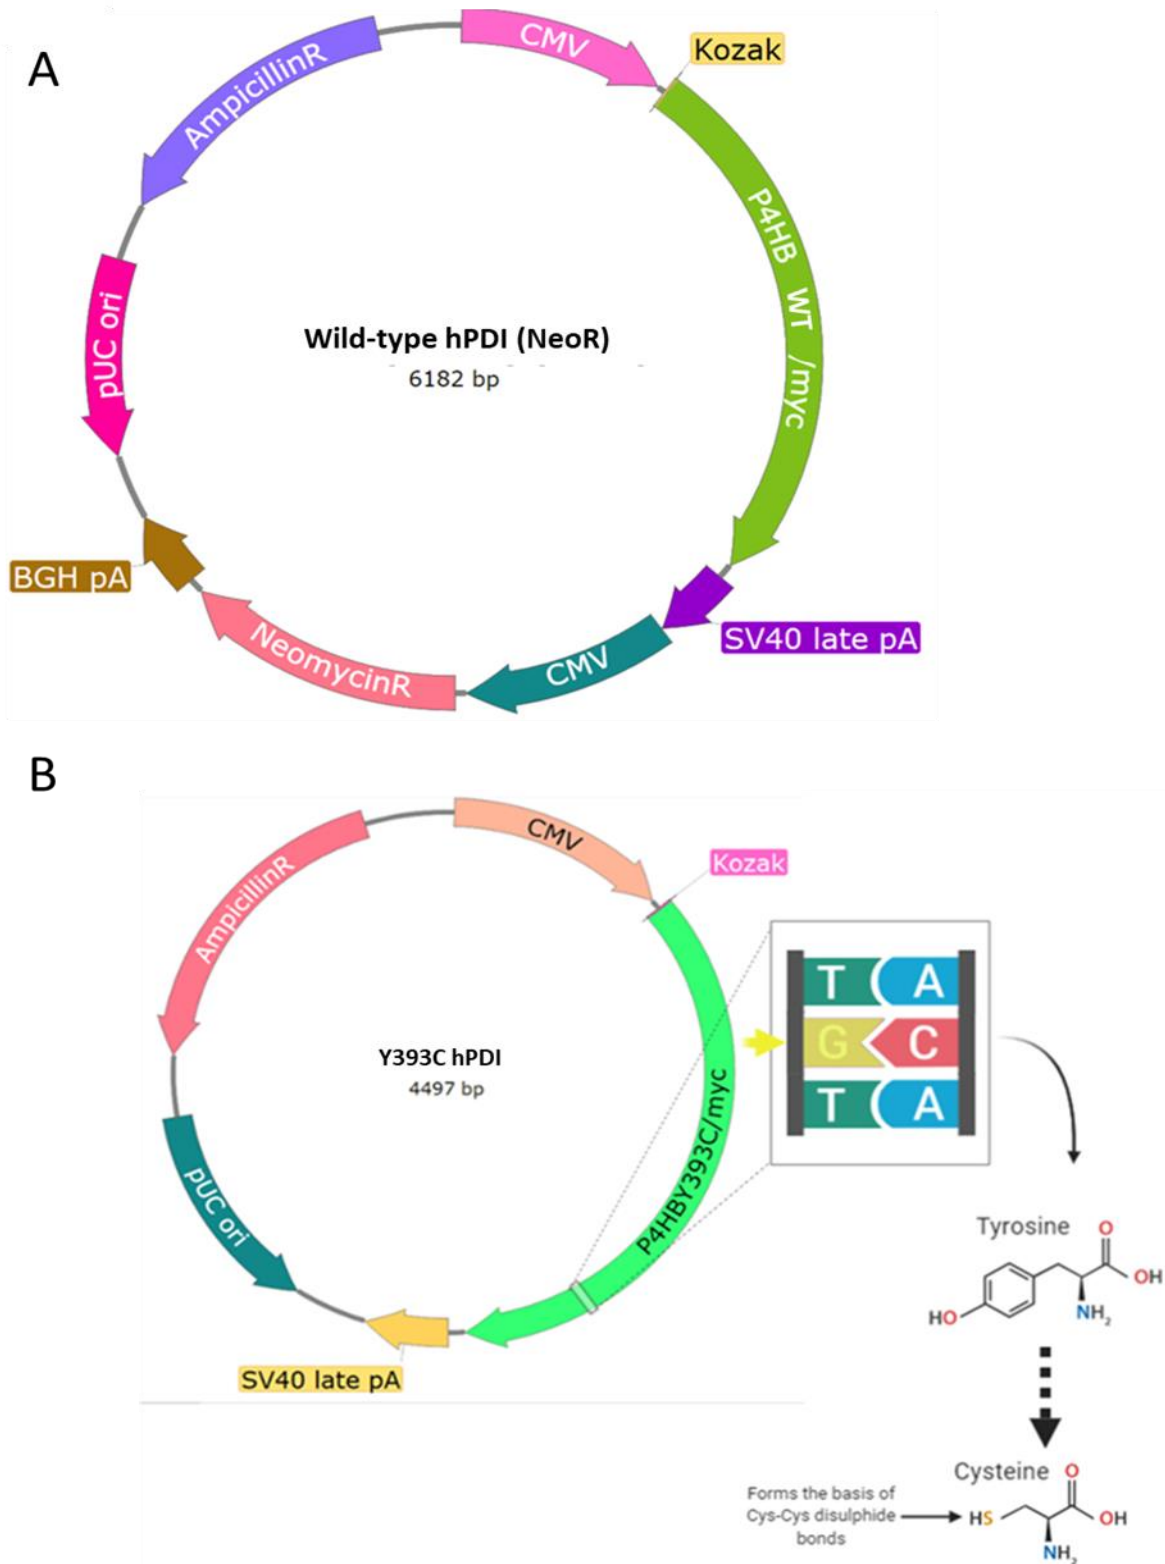 A
CMV
Kozak
AmpicillinR
P4HB WT /myc
pUC ori
Wild-type hPDI (NeoR)
6182 bp
BGH pA
NeomycinR
CMV
SV40 late pA
B
CMV
Kozak
AmpicillinR
T A
G C
T A
Y393C hPDI
4497 bp
P4HBY393C/myc
pUC ori
SV40 late pA
Tyrosine
O
OH
HO
NH2
Cysteine
O
Forms the basis of
Cys-Cys disulphide
bonds
HS
OH
NH2